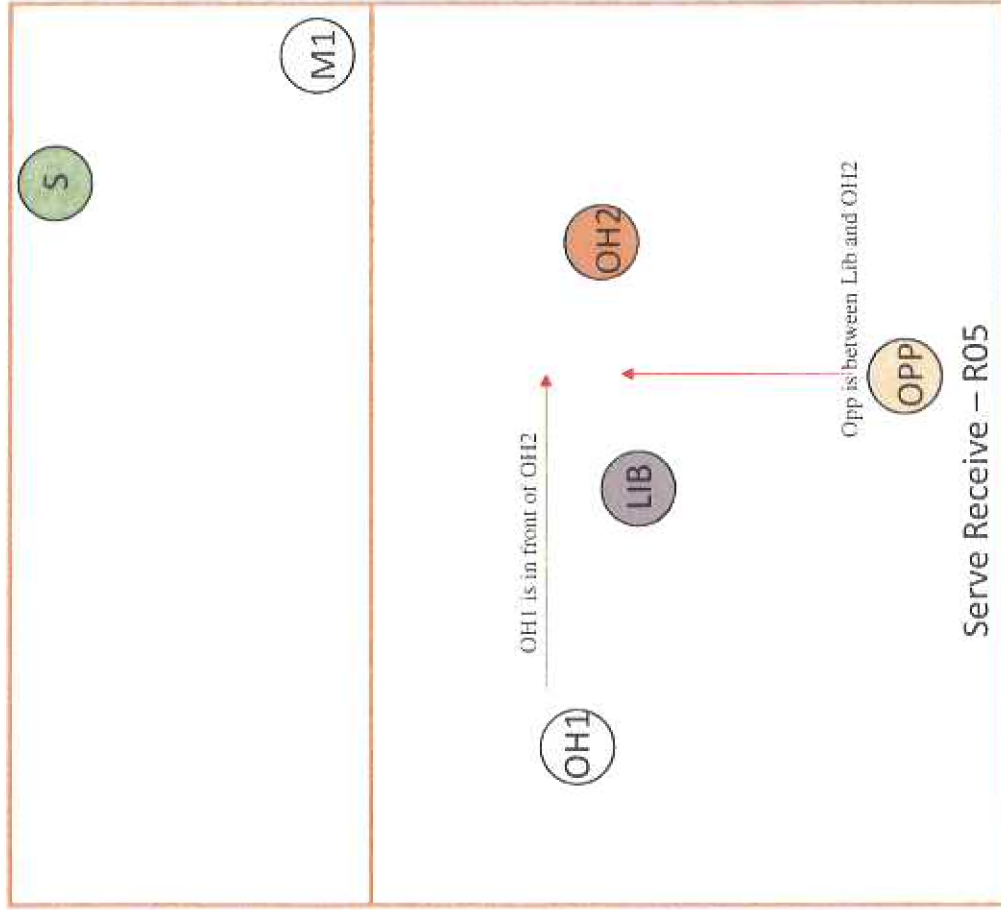 S
M1
OH1 is in front of OH2
OH1
LIB
OH2
Opp is between Lib and OH2
OPP
Serve Receive – R05